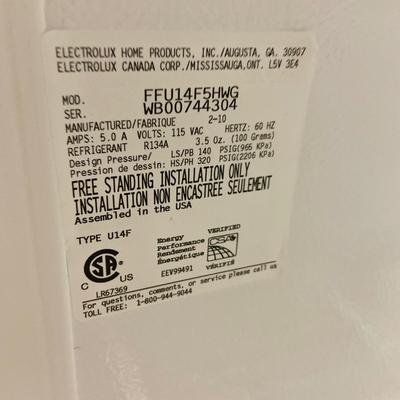 ELECTROLUX HOME PRODUCTS, INC./AUGUSTA, GA. 30907
ELECTROLUX CANADA CORP./MISSISSAUGA,ONT. L5V 3E4
MOD. FFU14F5HWG
SER. WB00744304
MANUFACTURED/FABRIQUE 2-10
AMPS: 5.0 A VOLTS: 115 VAC HERTZ: 60 HZ
REFRIGERANT R134A 3.5 Oz. (100 Grams)
Design Pressure/ LS/PB 140 PSIG(965 KPA)
Pression de dessin: HS/PH 320 PSIG(2206 KPA)
FREE STANDING INSTALLATION ONLY
INSTALLATION NON ENCASTREE SEULEMENT
Assembled in the USA
TYPE U14F
Energy Performance Rendement Énergétique
VERIFIED
CSA
VÉRIFIÉ
EEV99491
C SA US
LR67369
For questions, comments, or service please call:
TOLL FREE: 1-800-944-9044